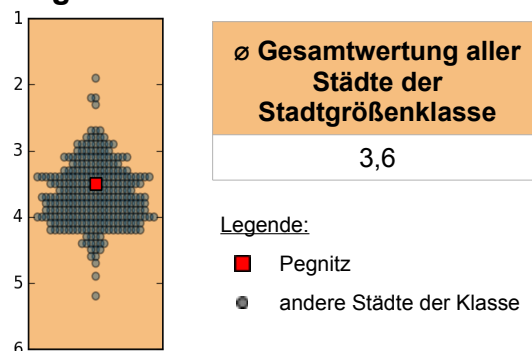 1
2
3
4
5
6
ø Gesamtwertung aller
Städte der
Stadtgrößenklasse
3,6
Legende:
Pegnitz
andere Städte der Klasse